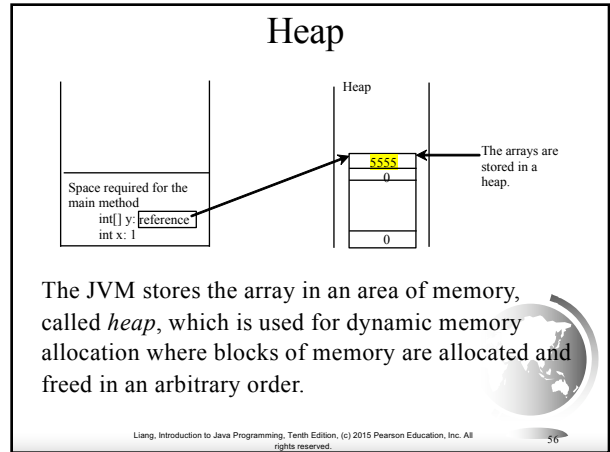 Heap
Heap
5555
0
0
The arrays are
stored in a
heap.
Space required for the
main method
int[] y: reference
int x: 1
The JVM stores the array in an area of memory,
called heap, which is used for dynamic memory
allocation where blocks of memory are allocated and
freed in an arbitrary order.
Liang, Introduction to Java Programming, Tenth Edition, (c) 2015 Pearson Education, Inc. All
rights reserved.
56